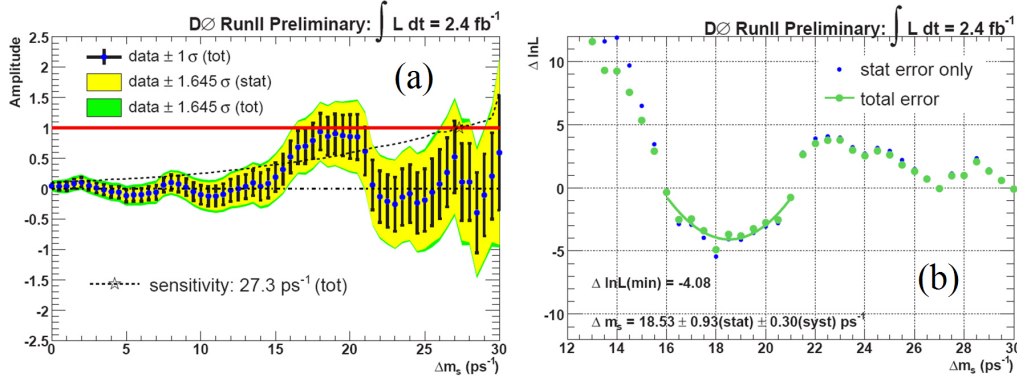 DØ RunII Preliminary: ∫ L dt = 2.4 fb⁻¹
Amplitude
2.5
2
1.5
1
0.5
0
-0.5
-1
-1.5
-2
-2.5
data ± 1 σ (tot)
data ± 1.645 σ (stat)
data ± 1.645 σ (tot)
(a)
sensitivity: 27.3 ps⁻¹ (tot)
0 5 10 15 20 25 30
Δmₛ (ps⁻¹)
DØ RunII Preliminary: ∫ L dt = 2.4 fb⁻¹
Δ lnL
10
5
0
-5
-10
stat error only
total error
(b)
Δ lnL(min) = -4.08
Δ mₛ = 18.53 ± 0.93(stat) ± 0.30(syst) ps⁻¹
12 14 16 18 20 22 24 26 28 30
Δmₛ (ps⁻¹)